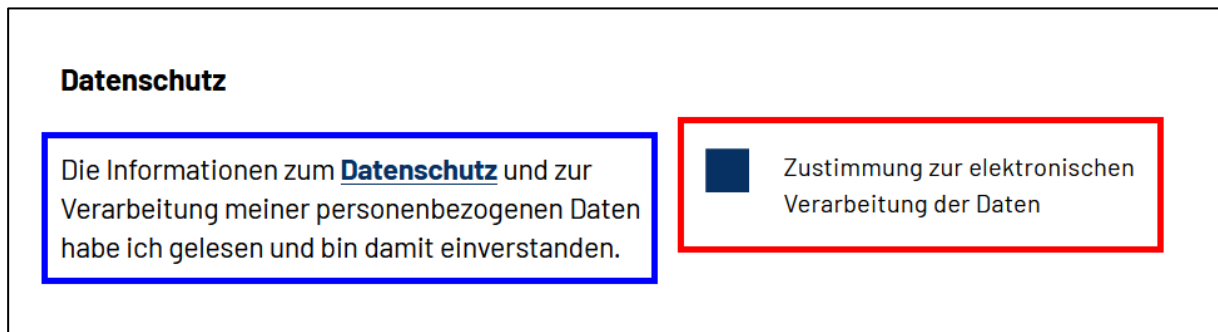 Datenschutz
Die Informationen zum Datenschutz und zur
Verarbeitung meiner personenbezogenen Daten
habe ich gelesen und bin damit einverstanden.
Zustimmung zur elektronischen
Verarbeitung der Daten